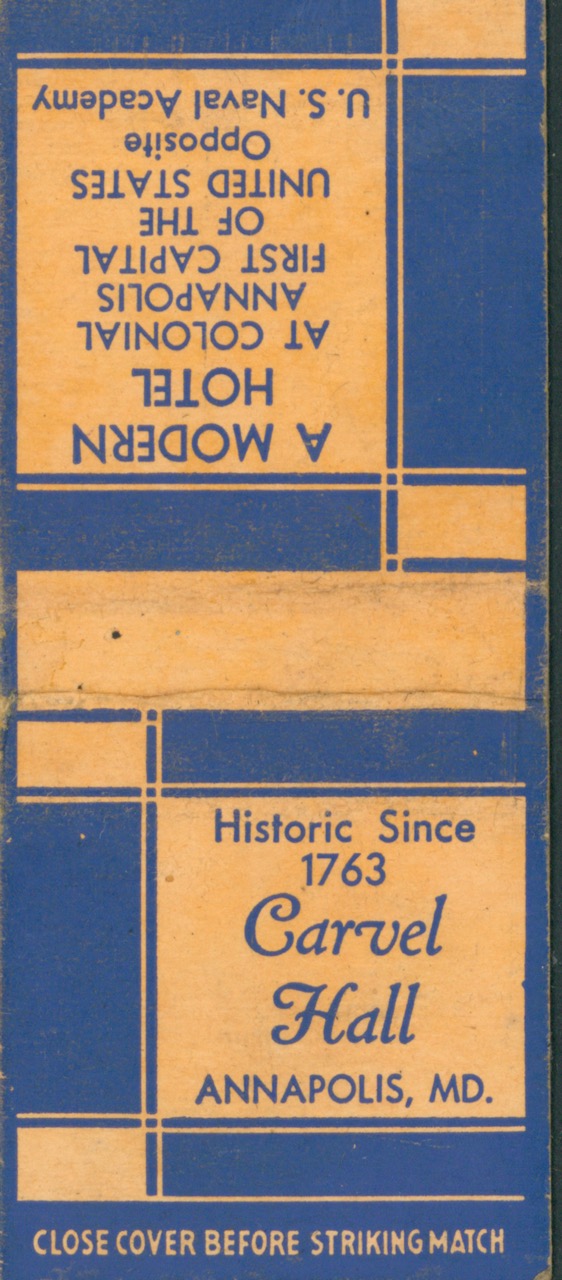 A MODERN
HOTEL
AT COLONIAL
ANNAPOLIS
FIRST CAPITAL
OF THE
UNITED STATES
Opposite
U.S. Naval Academy
Historic Since
1763
Carvel
Hall
ANNAPOLIS, MD.
CLOSE COVER BEFORE STRIKING MATCH